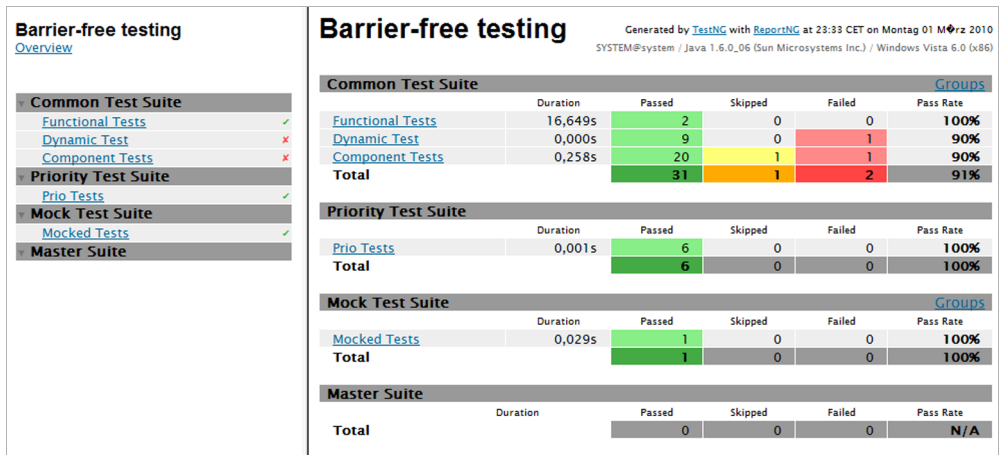 Barrier-free testing
Overview
Common Test Suite
Functional Tests ✔
Dynamic Test ✘
Component Tests ✘
Priority Test Suite
Prio Tests ✔
Mock Test Suite
Mocked Tests ✔
Master Suite
Barrier-free testing
Generated by TestNG with ReportNG at 23:33 CET on Montag 01 M�rz 2010
SYSTEM@system / Java 1.6.0_06 (Sun Microsystems Inc.) / Windows Vista 6.0 (x86)
Common Test Suite Groups
Duration Passed Skipped Failed Pass Rate
Functional Tests 16,649s 2 0 0 100%
Dynamic Test 0,000s 9 0 1 90%
Component Tests 0,258s 20 1 1 90%
Total 31 1 2 91%
Priority Test Suite
Duration Passed Skipped Failed Pass Rate
Prio Tests 0,001s 6 0 0 100%
Total 6 0 0 100%
Mock Test Suite Groups
Duration Passed Skipped Failed Pass Rate
Mocked Tests 0,029s 1 0 0 100%
Total 1 0 0 100%
Master Suite
Duration Passed Skipped Failed Pass Rate
Total 0 0 0 N/A